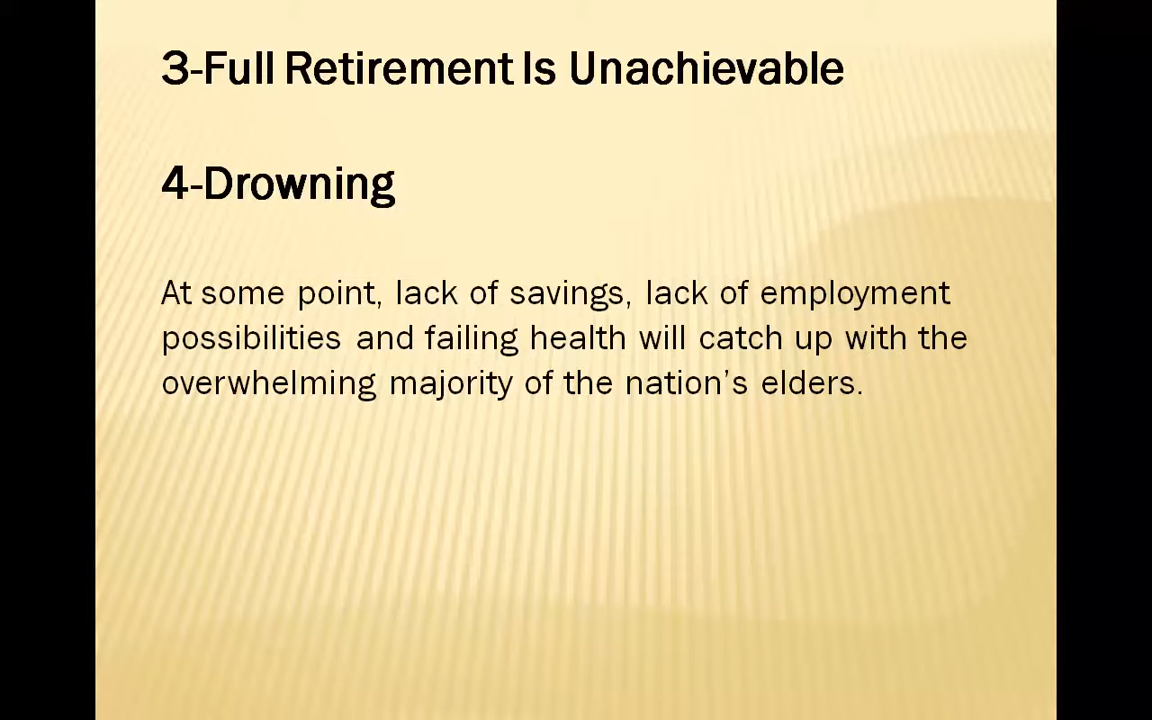 3-Full Retirement Is Unachievable
4-Drowning
At some point, lack of savings, lack of employment
possibilities and failing health will catch up with the
overwhelming majority of the nation’s elders.